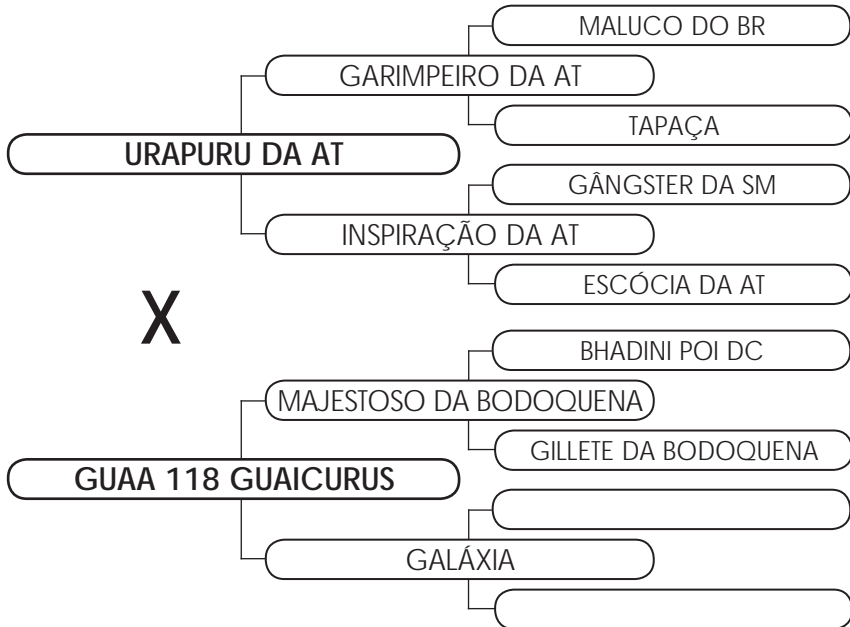 MALUCO DO BR
GARIMPEIRO DA AT
TAPAÇA
URAPURU DA AT
GÂNGSTER DA SM
INSPIRAÇÃO DA AT
ESCÓCIA DA AT
X
BHADINI POI DC
MAJESTOSO DA BODOQUENA
GILLETE DA BODOQUENA
GUAA 118 GUAICURUS
GALÁXIA